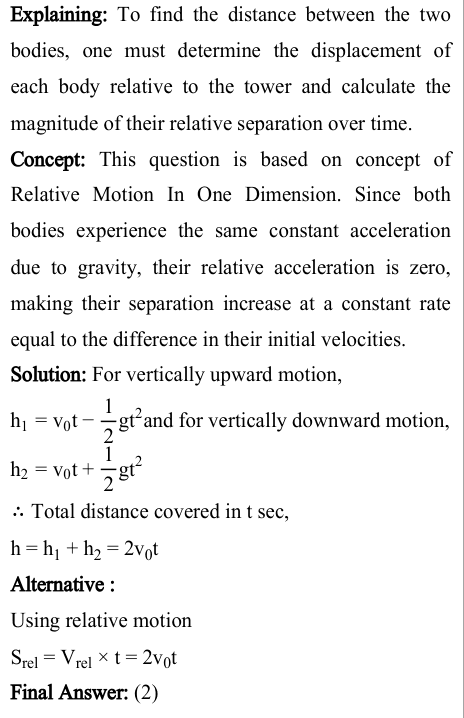 Explaining: To find the distance between the two
bodies, one must determine the displacement of
each body relative to the tower and calculate the
magnitude of their relative separation over time.
Concept: This question is based on concept of
Relative Motion In One Dimension. Since both
bodies experience the same constant acceleration
due to gravity, their relative acceleration is zero,
making their separation increase at a constant rate
equal to the difference in their initial velocities.
Solution: For vertically upward motion,
h₁ = v₀t − 1/2 gt² and for vertically downward motion,
h₂ = v₀t + 1/2 gt²
∴ Total distance covered in t sec,
h = h₁ + h₂ = 2v₀t
Alternative :
Using relative motion
Sᵣₑₗ = Vᵣₑₗ × t = 2v₀t
Final Answer: (2)